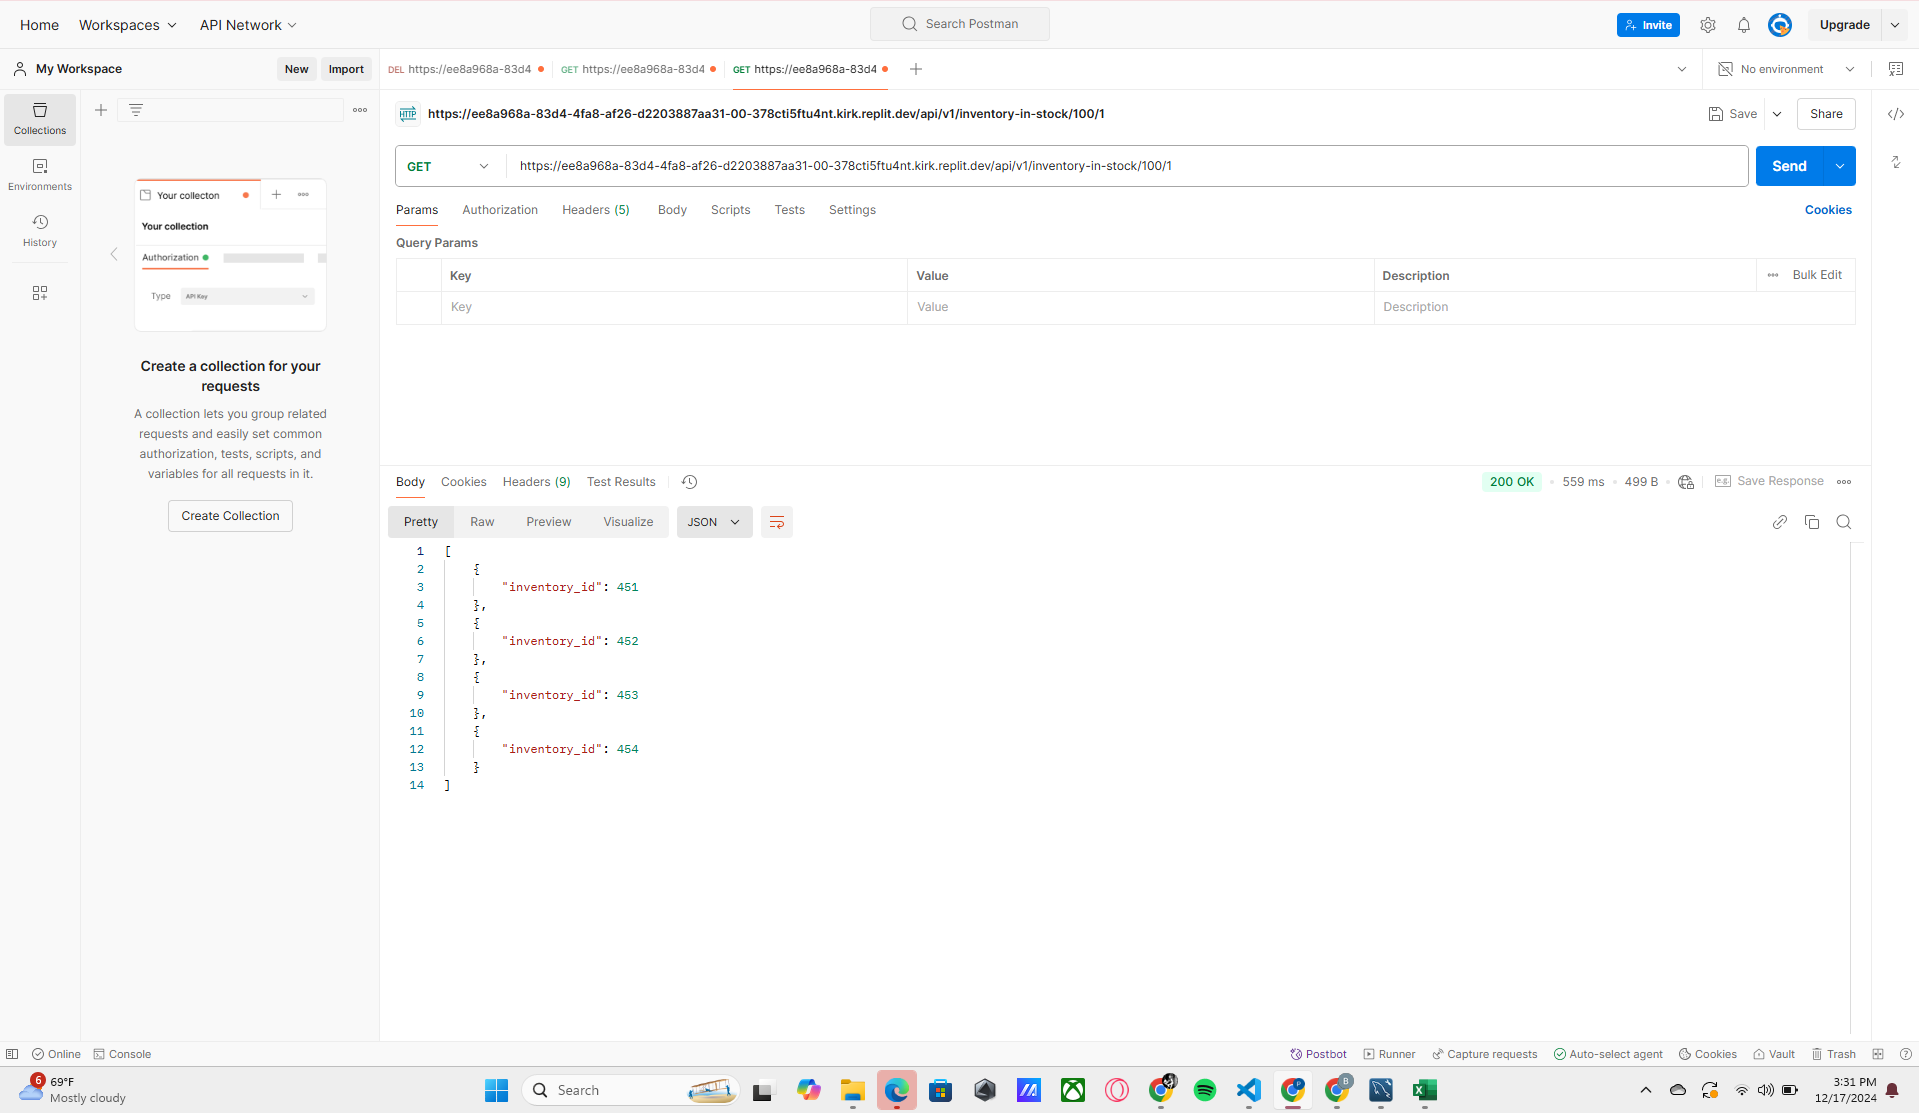 Home
Workspaces
API Network
Search Postman
Invite
Upgrade
My Workspace
New
Import
DEL https://ee8a968a-83d4
GET https://ee8a968a-83d4
GET https://ee8a968a-83d4
No environment
Collections
Environments
History
Your collecton
Your collection
Authorization
Type
API Key
Create a collection for your
requests
A collection lets you group related
requests and easily set common
authorization, tests, scripts, and
variables for all requests in it.
Create Collection
HTTP https://ee8a968a-83d4-4fa8-af26-d2203887aa31-00-378cti5ftu4nt.kirk.replit.dev/api/v1/inventory-in-stock/100/1
Save
Share
GET
https://ee8a968a-83d4-4fa8-af26-d2203887aa31-00-378cti5ftu4nt.kirk.replit.dev/api/v1/inventory-in-stock/100/1
Send
Params
Authorization
Headers (5)
Body
Scripts
Tests
Settings
Cookies
Query Params
Key
Value
Description
Bulk Edit
Key
Value
Description
Body
Cookies
Headers (9)
Test Results
200 OK
559 ms
499 B
e.g.
Save Response
Pretty
Raw
Preview
Visualize
JSON
1 [
2 {
3 "inventory_id": 451
4 },
5 {
6 "inventory_id": 452
7 },
8 {
9 "inventory_id": 453
10 },
11 {
12 "inventory_id": 454
13 }
14 ]
Online
Console
Postbot
Runner
Capture requests
Auto-select agent
Cookies
Vault
Trash
6
69°F
Mostly cloudy
Search
P
B
3:31 PM
12/17/2024